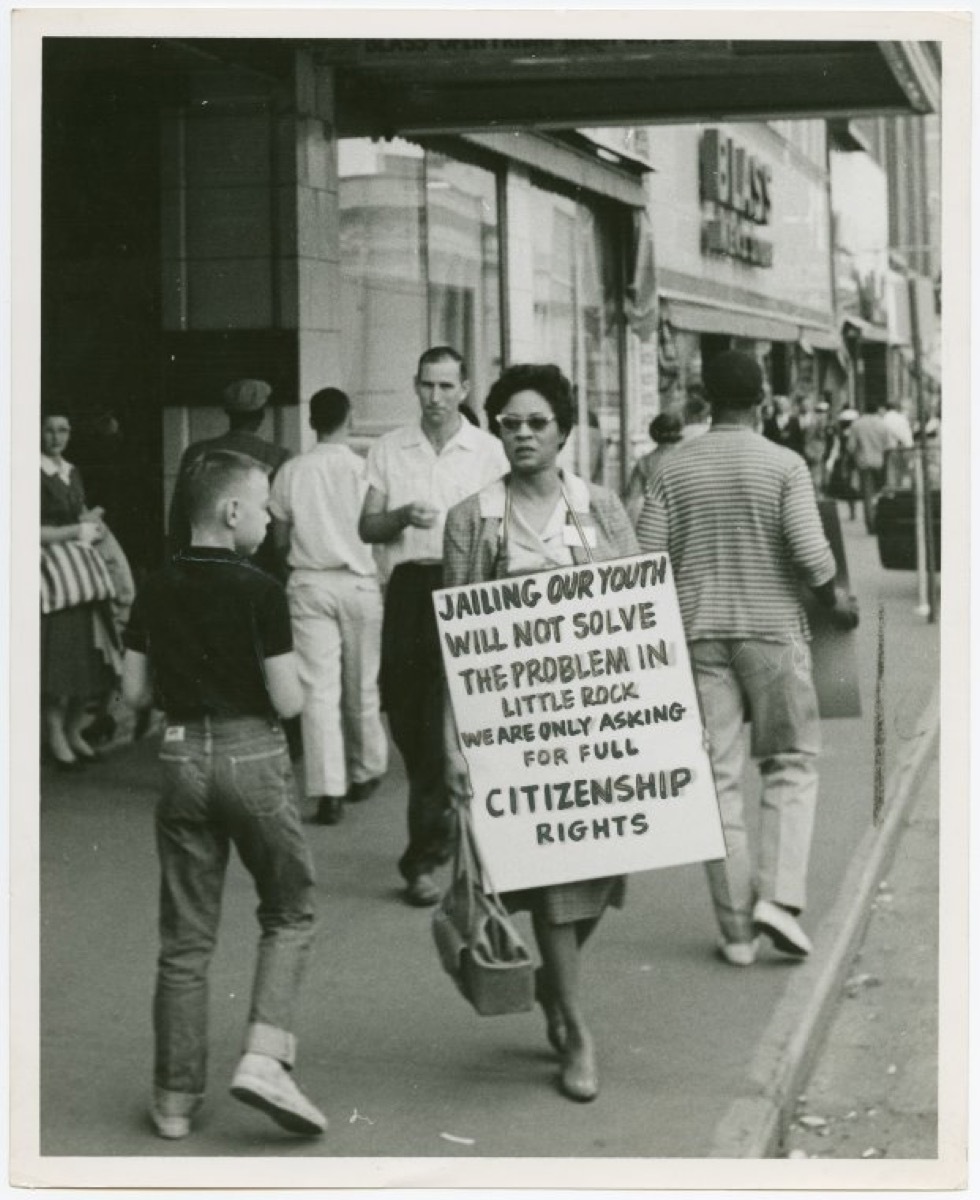 BLASS
JAILING OUR YOUTH
WILL NOT SOLVE
THE PROBLEM IN
LITTLE ROCK
WE ARE ONLY ASKING
FOR FULL
CITIZENSHIP
RIGHTS